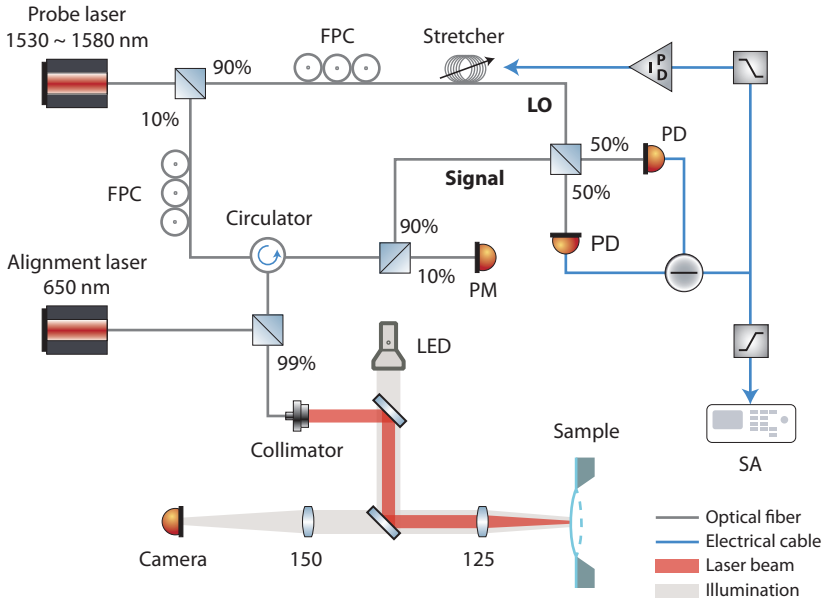 Probe laser
1530 ~ 1580 nm
90%
FPC
Stretcher
I P D
10%
LO
50%
PD
FPC
Signal
50%
Circulator
90%
PD
Alignment laser
650 nm
10%
PM
99%
LED
Collimator
Sample
SA
Camera
150
125
Optical fiber
Electrical cable
Laser beam
Illumination